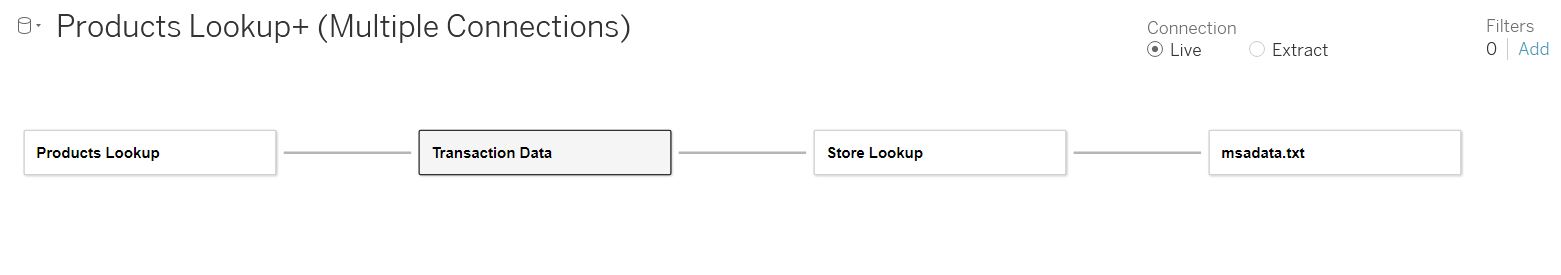 Products Lookup+ (Multiple Connections)
Connection
Live
Extract
Filters
0
Add
Products Lookup
Transaction Data
Store Lookup
msadata.txt